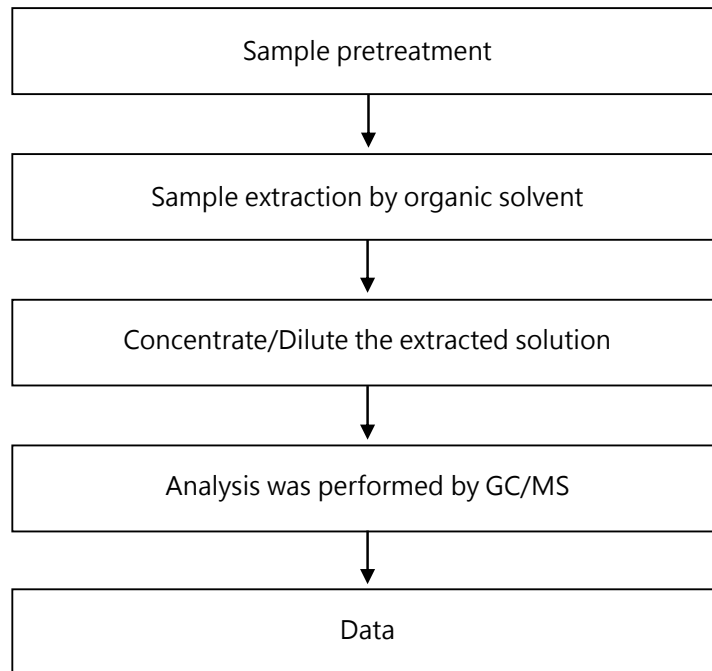 Sample pretreatment
Sample extraction by organic solvent
Concentrate/Dilute the extracted solution
Analysis was performed by GC/MS
Data